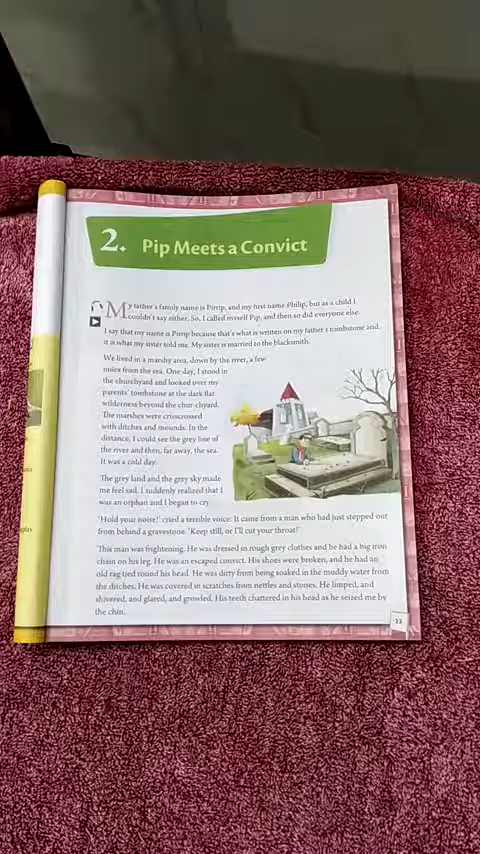 2. Pip Meets a Convict
My father's family name is Pirrip, and my first name Philip, but as a child I
couldn't say either. So, I called myself Pip, and then so did everyone else.
I say that my name is Pirrip because that's what is written on my father's tombstone and
it is what my sister told me. My sister is married to the blacksmith.
We lived in a marshy area, down by the river, a few
miles from the sea. One day, I stood in
the churchyard and looked over my
parents' tombstone at the dark flat
wilderness beyond the chur-chyard.
The marshes were crisscrossed
with ditches and mounds. In the
distance, I could see the grey line of
the river and then, far away, the sea.
It was a cold day.
The grey land and the grey sky made
me feel sad. I suddenly realized that I
was an orphan and I began to cry.
'Hold your noise!' cried a terrible voice. It came from a man who had just stepped out
from behind a gravestone. 'Keep still, or I'll cut your throat!'
This man was frightening. He was dressed in rough grey clothes and he had a big iron
chain on his leg. He was an escaped convict. His shoes were broken, and he had an
old rag tied round his head. He was dirty from being soaked in the muddy water from
the ditches. He was covered in scratches from nettles and stones. He limped, and
shivered, and glared, and growled. His teeth chattered in his head as he seized me by
the chin.
33